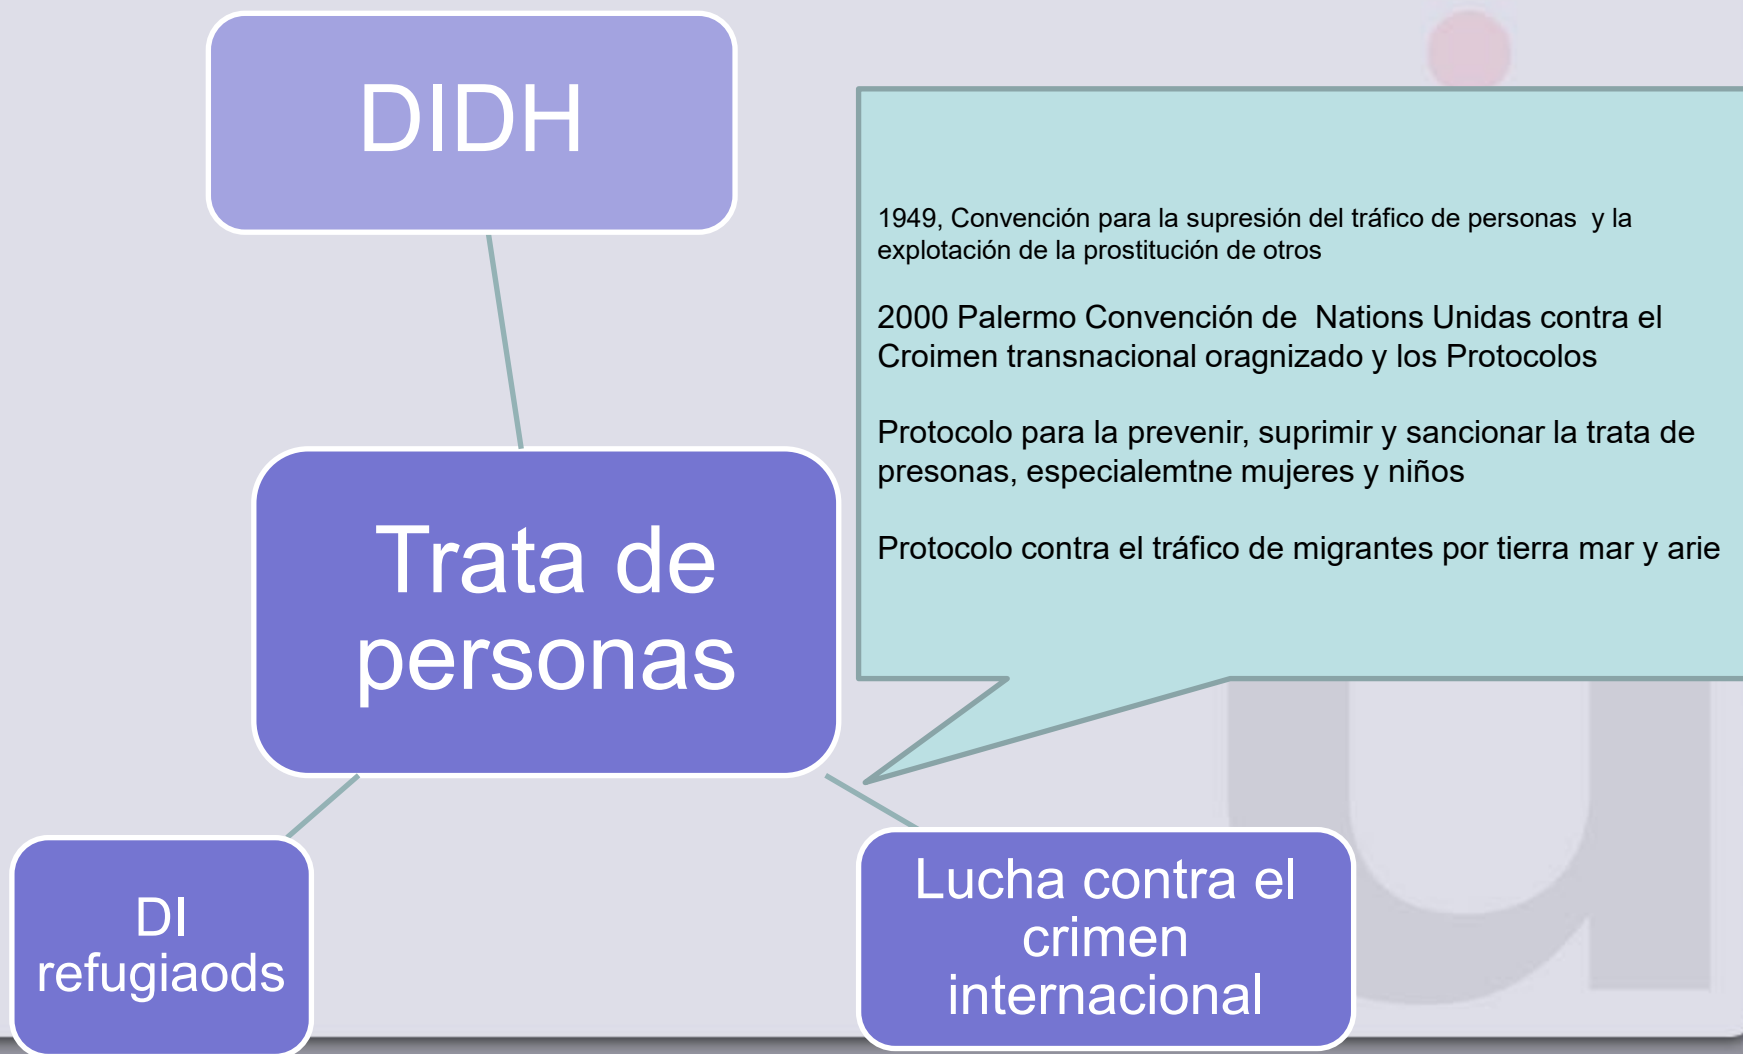 DIDH
1949, Convención para la supresión del tráfico de personas  y la
explotación de la prostitución de otros
2000 Palermo Convención de  Nations Unidas contra el
Croimen transnacional oragnizado y los Protocolos
Protocolo para la prevenir, suprimir y sancionar la trata de
presonas, especialemtne mujeres y niños
Protocolo contra el tráfico de migrantes por tierra mar y arie
Trata de
personas
DI
refugiaods
Lucha contra el
crimen
internacional